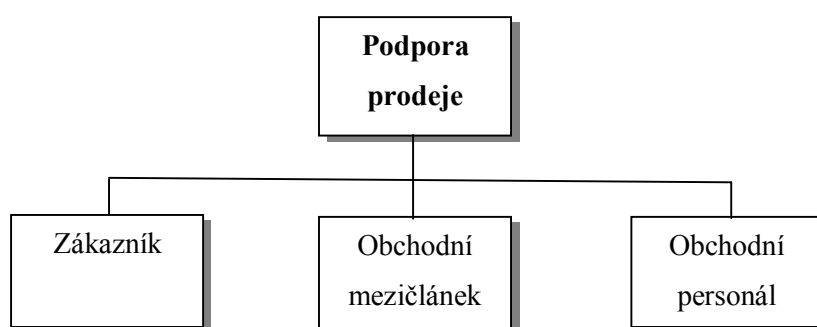 Podpora
prodeje
Zákazník
Obchodní
mezičlánek
Obchodní
personál